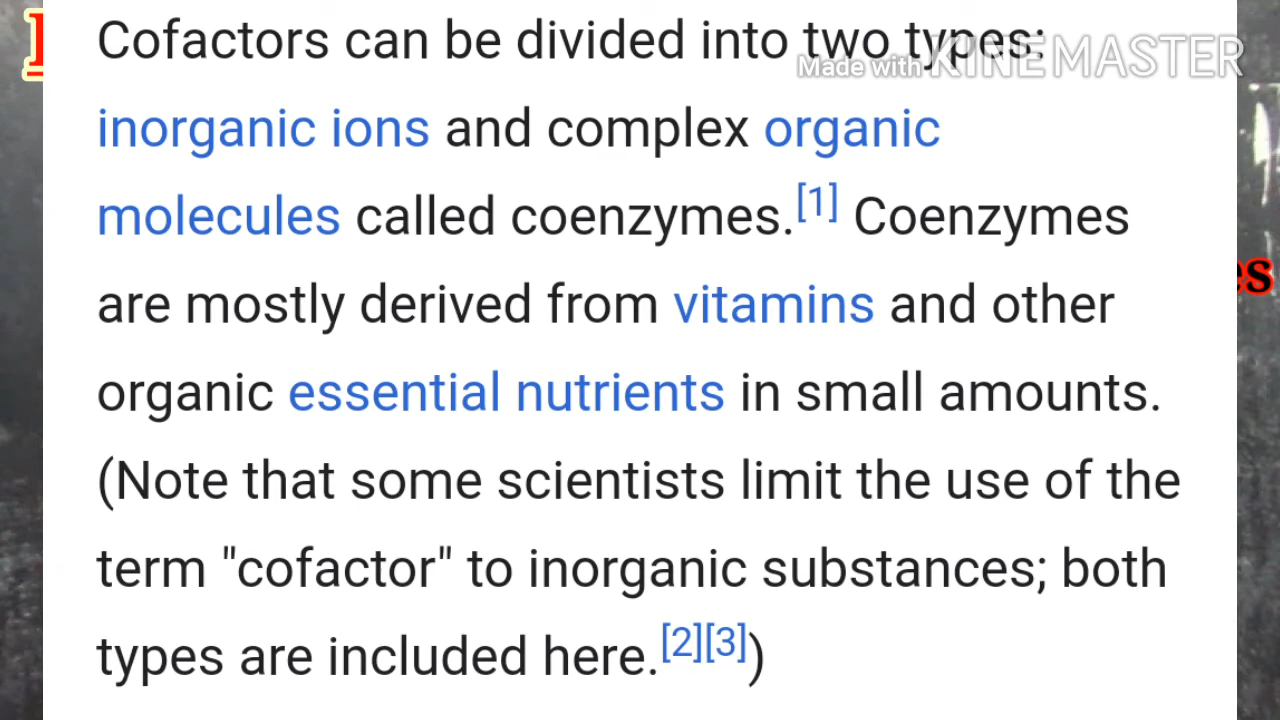 Cofactors can be divided into two types:
Made with KINEMASTER
inorganic ions and complex organic
molecules called coenzymes.[1] Coenzymes
are mostly derived from vitamins and other
organic essential nutrients in small amounts.
(Note that some scientists limit the use of the
term "cofactor" to inorganic substances; both
types are included here.[2][3])